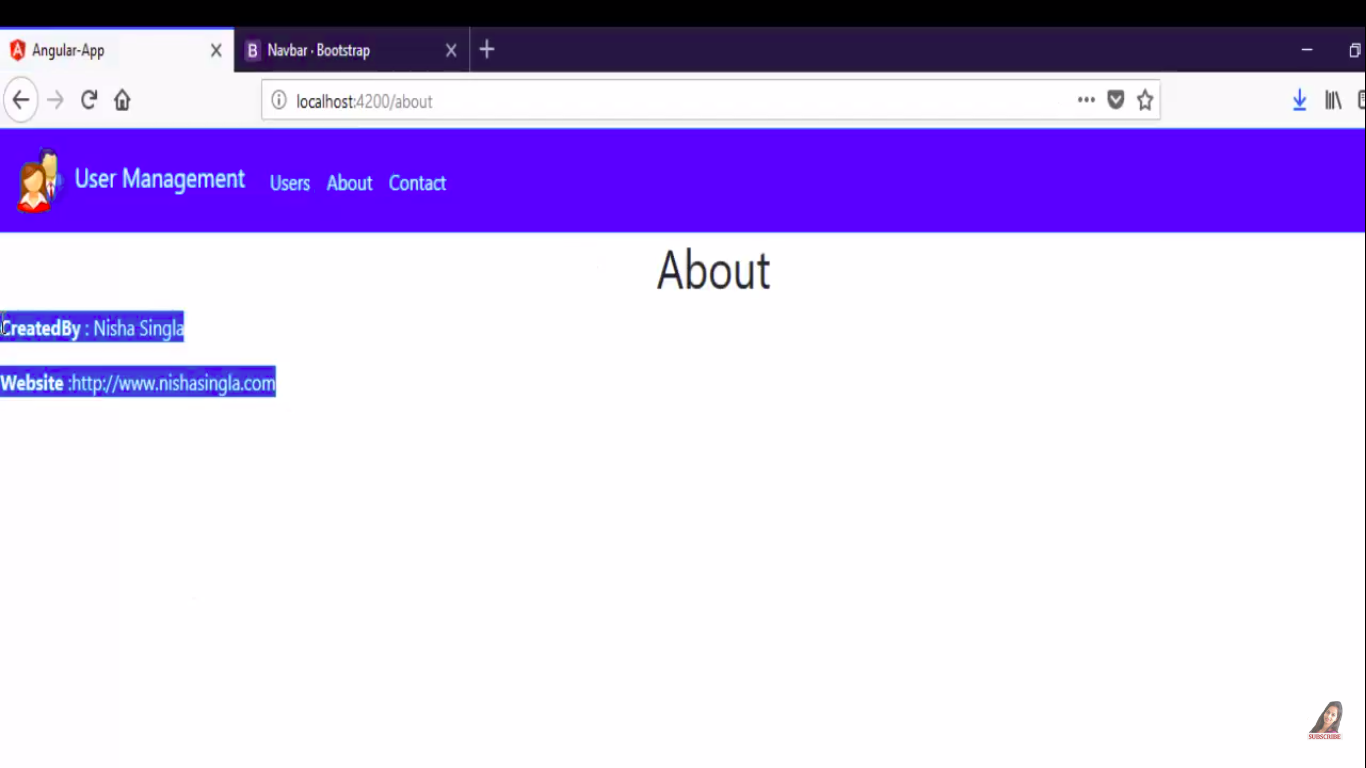 Angular-App
Navbar · Bootstrap
localhost:4200/about
User Management
Users
About
Contact
About
CreatedBy : Nisha Singla
Website :http://www.nishasingla.com
SUBSCRIBE